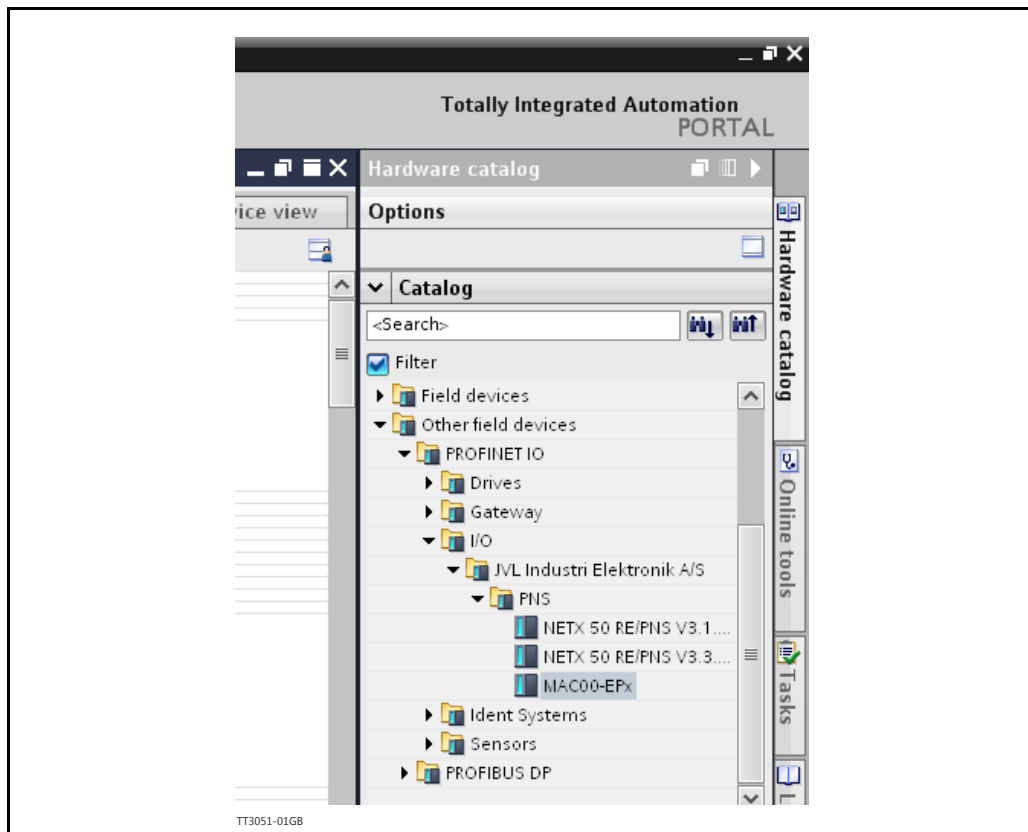 Totally Integrated Automation
PORTAL
Hardware catalog
Options
vice view
Catalog
<Search>
Filter
Field devices
Other field devices
PROFINET IO
Drives
Gateway
I/O
JVL Industri Elektronik A/S
PNS
NETX 50 RE/PNS V3.1....
NETX 50 RE/PNS V3.3....
MAC00-EPx
Ident Systems
Sensors
PROFIBUS DP
Hardware catalog
Online tools
Tasks
TT3051-01GB